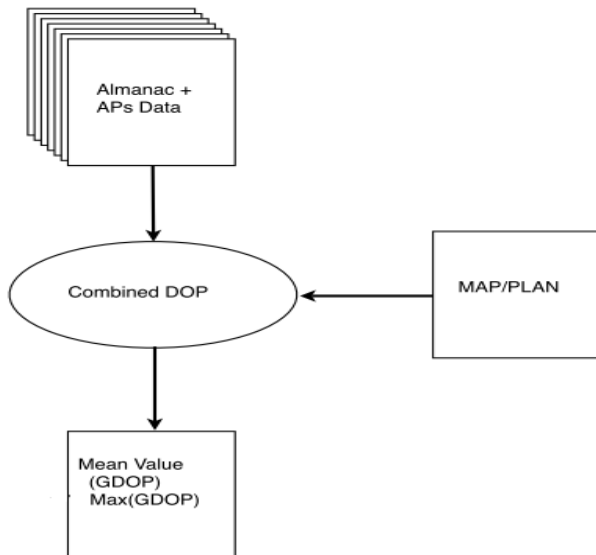 Almanac +
APs Data
Combined DOP
MAP/PLAN
Mean Value
(GDOP)
Max(GDOP)